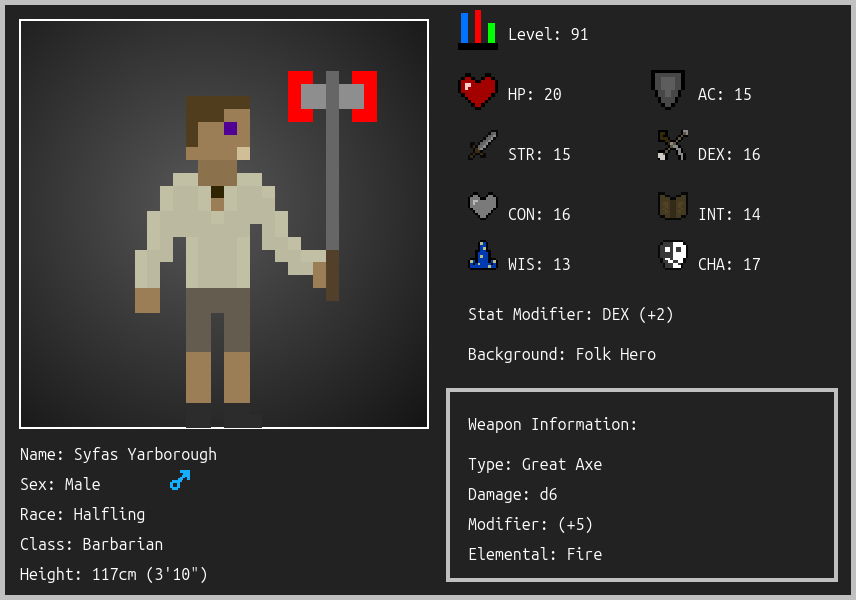 Level: 91
HP: 20
AC: 15
STR: 15
DEX: 16
CON: 16
INT: 14
WIS: 13
CHA: 17
Stat Modifier: DEX (+2)
Background: Folk Hero
Weapon Information:
Type: Great Axe
Damage: d6
Modifier: (+5)
Elemental: Fire
Name: Syfas Yarborough
Sex: Male
Race: Halfling
Class: Barbarian
Height: 117cm (3'10")